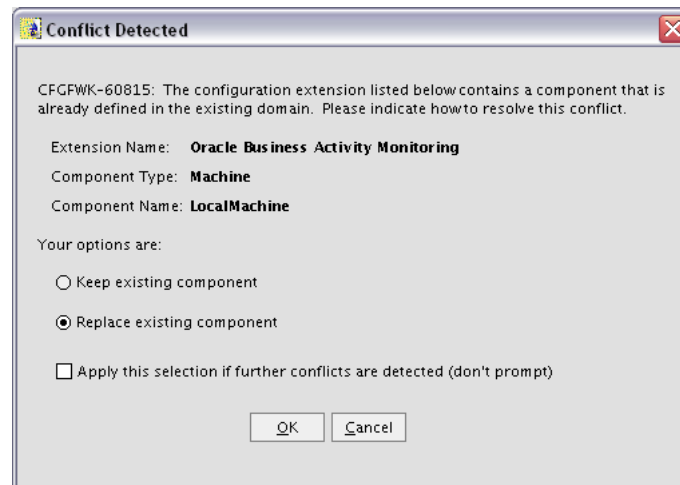 Conflict Detected
CFGFWK-60815: The configuration extension listed below contains a component that is
already defined in the existing domain. Please indicate how to resolve this conflict.
Extension Name: Oracle Business Activity Monitoring
Component Type: Machine
Component Name: LocalMachine
Your options are:
Keep existing component
Replace existing component
Apply this selection if further conflicts are detected (don't prompt)
OK Cancel